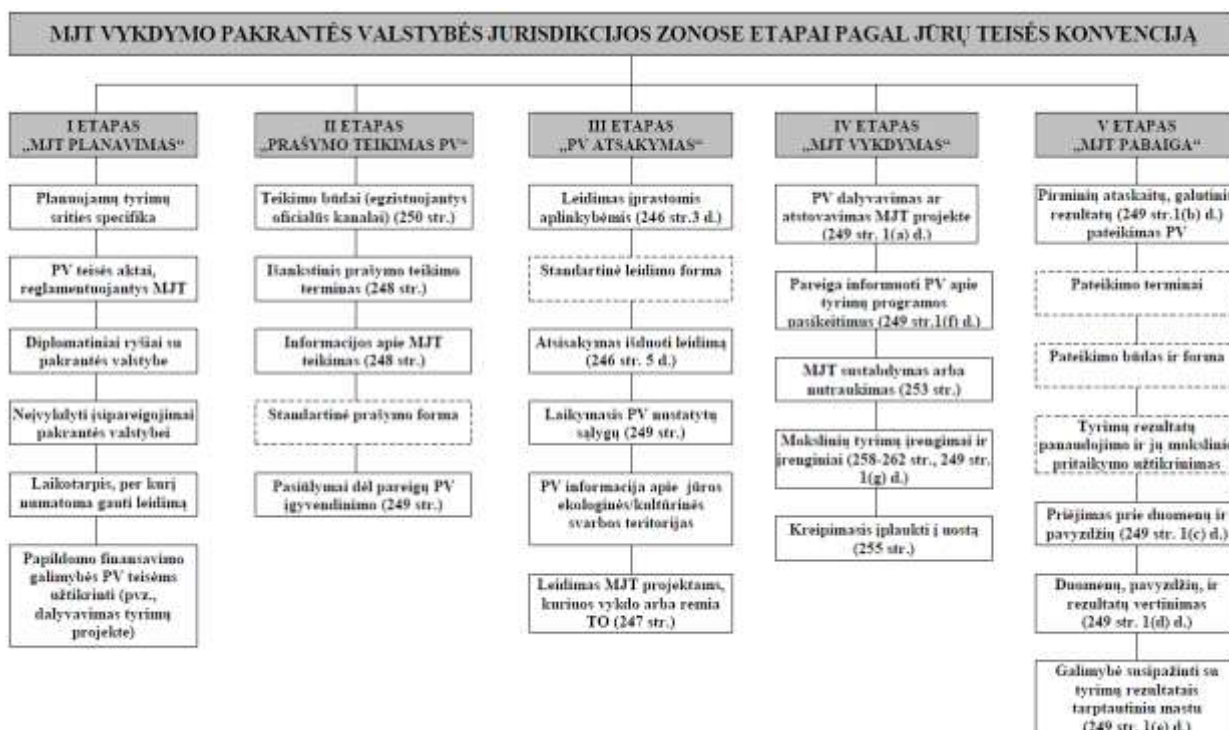 MJT VYKDYMO PAKRANTĖS VALSTYBĖS JURISDIKCIJOS ZONOSE ETAPAI PAGAL JŪRŲ TEISĖS KONVENCIJĄ
I ETAPAS
„MJT PLANAVIMAS“
Planuojamų tyrimų
srities specifika
PV teisės aktai,
reglamentuojantys MJT
Diplomatiniai ryšiai su
pakrantės valstybe
Neįvykdyti įsipareigojimai
pakrantės valstybei
Laikotarpis, per kurį
numatoma gauti leidimą
Papildomo finansavimo
galimybės PV teisėms
užtikrinti (pvz.,
dalyvavimas tyrimų
projekte)
II ETAPAS
„PRAŠYMO TEIKIMAS PV“
Teikimo būdai (egzistuojantys
oficialūs kanalai) (250 str.)
Išankstinis prašymo teikimo
terminas (248 str.)
Informacijos apie MJT
teikimas (248 str.)
Standartinė prašymo forma
Pasiūlymai dėl pareigų PV
įgyvendinimo (249 str.)
III ETAPAS
„PV ATSAKYMAS“
Leidimas įprastomis
aplinkybėmis (246 str.3 d.)
Standartinė leidimo forma
Atsisakymas išduoti leidimą
(246 str. 5 d.)
Laikymasis PV nustatytų
sąlygų (249 str.)
PV informacija apie jūros
ekologinės/kultūrinės
svarbos teritorijas
Leidimas MJT projektams,
kuriuos vykdo arba remia
TO (247 str.)
IV ETAPAS
„MJT VYKDYMAS“
PV dalyvavimas ar
atstovavimas MJT projekte
(249 str. 1(a) d.)
Pareiga informuoti PV apie
tyrimų programos
pasikeitimus (249 str.1(f) d.)
MJT sustabdymas arba
nutraukimas (253 str.)
Mokslinių tyrimų įrengimai ir
įrenginiai (258-262 str., 249 str.
1(g) d.)
Kreipimasis įplaukti į uostą
(255 str.)
V ETAPAS
„MJT PABAIGA“
Pirminių ataskaitų, galutinių
rezultatų (249 str.1(b) d.)
pateikimas PV
Pateikimo terminai
Pateikimo būdas ir forma
Tyrimų rezultatų
panaudojimo ir jų mokslinio
pritaikymo užtikrinimas
Priėjimas prie duomenų ir
pavyzdžių (249 str. 1(c) d.)
Duomenų, pavyzdžių, ir
rezultatų vertinimas
(249 str. 1(d) d.)
Galimybė susipažinti su
tyrimų rezultatais
tarptautiniu mastu
(249 str. 1(e) d.)